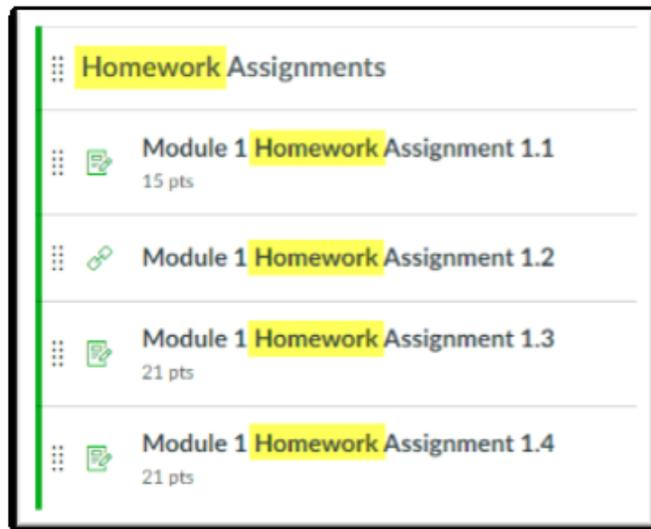 Homework Assignments
Module 1 Homework Assignment 1.1
15 pts
Module 1 Homework Assignment 1.2
Module 1 Homework Assignment 1.3
21 pts
Module 1 Homework Assignment 1.4
21 pts